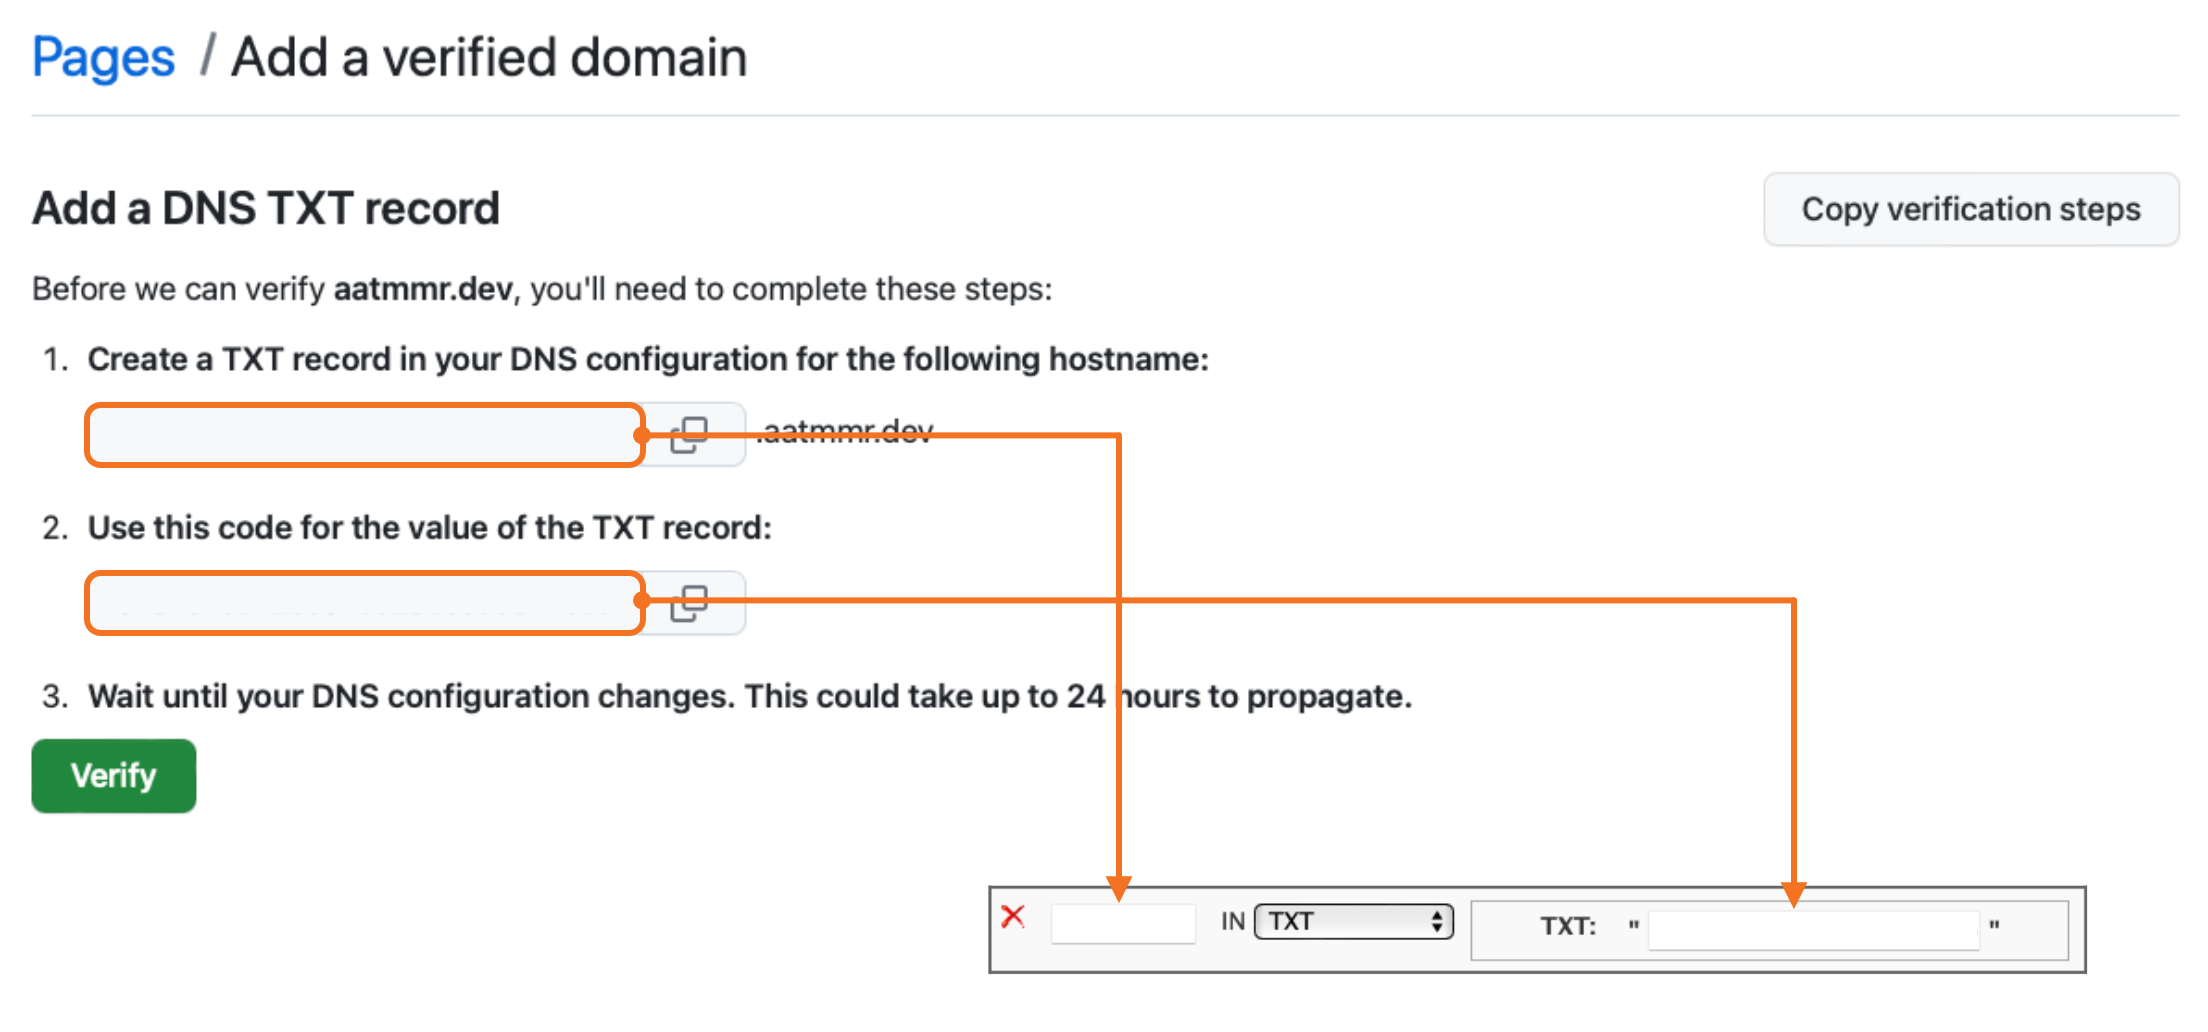 Pages / Add a verified domain
Add a DNS TXT record
Copy verification steps
Before we can verify aatmmr.dev, you'll need to complete these steps:
1. Create a TXT record in your DNS configuration for the following hostname:
.aatmmr.dev
2. Use this code for the value of the TXT record:
3. Wait until your DNS configuration changes. This could take up to 24 hours to propagate.
Verify
IN TXT TXT: " "